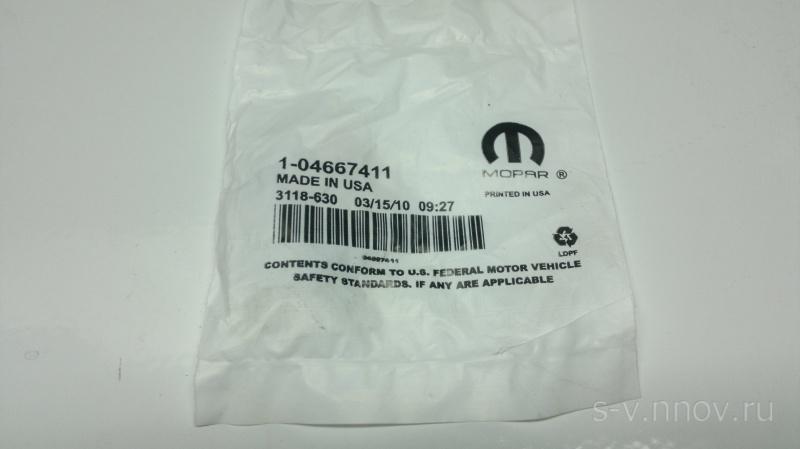 1-04667411
MADE IN USA
3118-630 03/15/10 09:27
04667411
CONTENTS CONFORM TO U.S. FEDERAL MOTOR VEHICLE
SAFETY STANDARDS. IF ANY ARE APPLICABLE
MOPAR ®
PRINTED IN USA
LDPF
s-v.nnov.ru